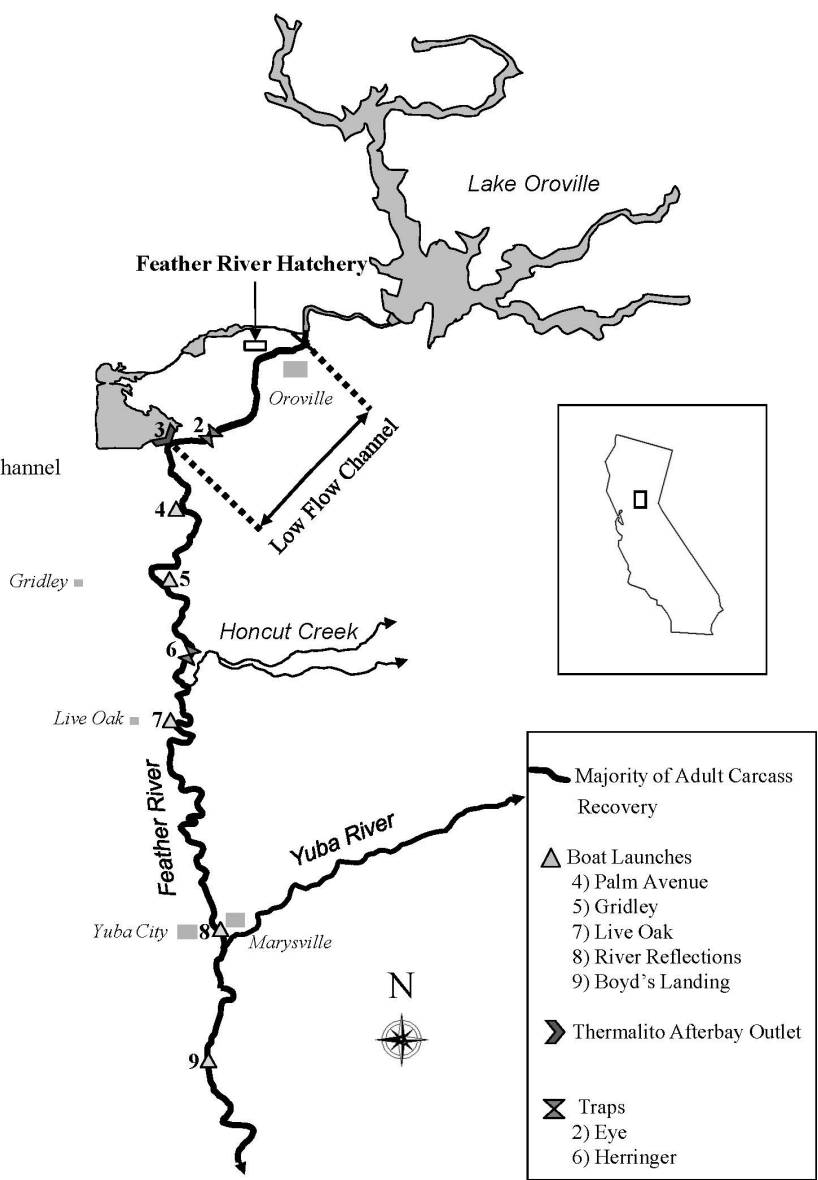 Lake Oroville
Feather River Hatchery
Oroville
3
2
Low Flow Channel
hannel
4
Gridley
5
Honcut Creek
6
Live Oak
7
Feather River
Yuba River
Yuba City
8
Marysville
N
9
Majority of Adult Carcass
Recovery
Boat Launches
4) Palm Avenue
5) Gridley
7) Live Oak
8) River Reflections
9) Boyd's Landing
Thermalito Afterbay Outlet
Traps
2) Eye
6) Herringer